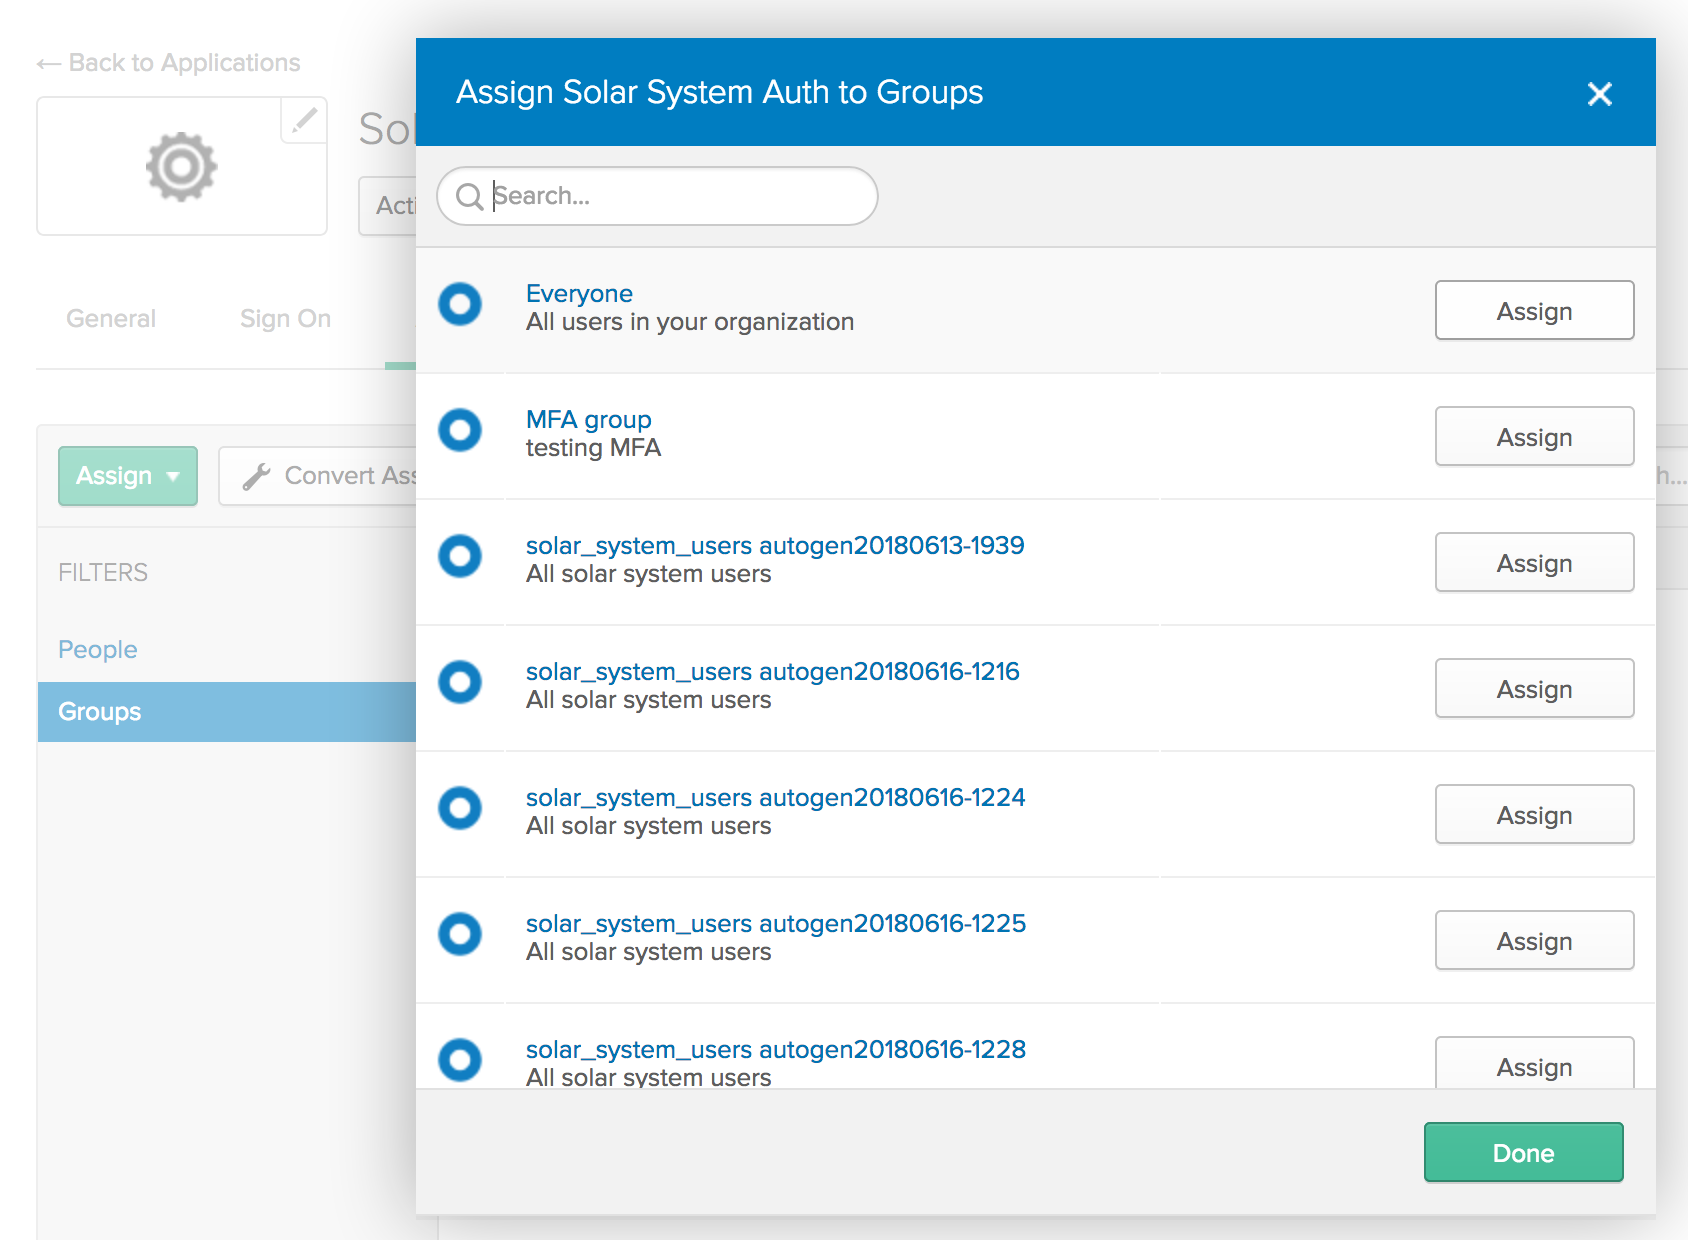 ← Back to Applications
General
Sign On
Assign
FILTERS
People
Groups
Assign Solar System Auth to Groups
Search...
Everyone
All users in your organization
Assign
MFA group
testing MFA
Assign
solar_system_users autogen20180613-1939
All solar system users
Assign
solar_system_users autogen20180616-1216
All solar system users
Assign
solar_system_users autogen20180616-1224
All solar system users
Assign
solar_system_users autogen20180616-1225
All solar system users
Assign
solar_system_users autogen20180616-1228
All solar system users
Assign
Done
Convert